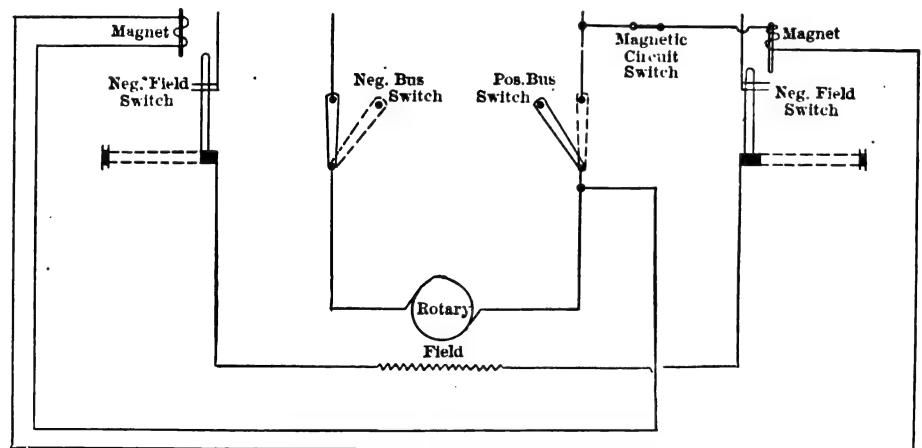 Magnet
Neg. Field
Switch
Neg. Bus
Switch
Pos. Bus
Switch
Magnetic
Circuit
Switch
Magnet
Neg. Field
Switch
Rotary
Field